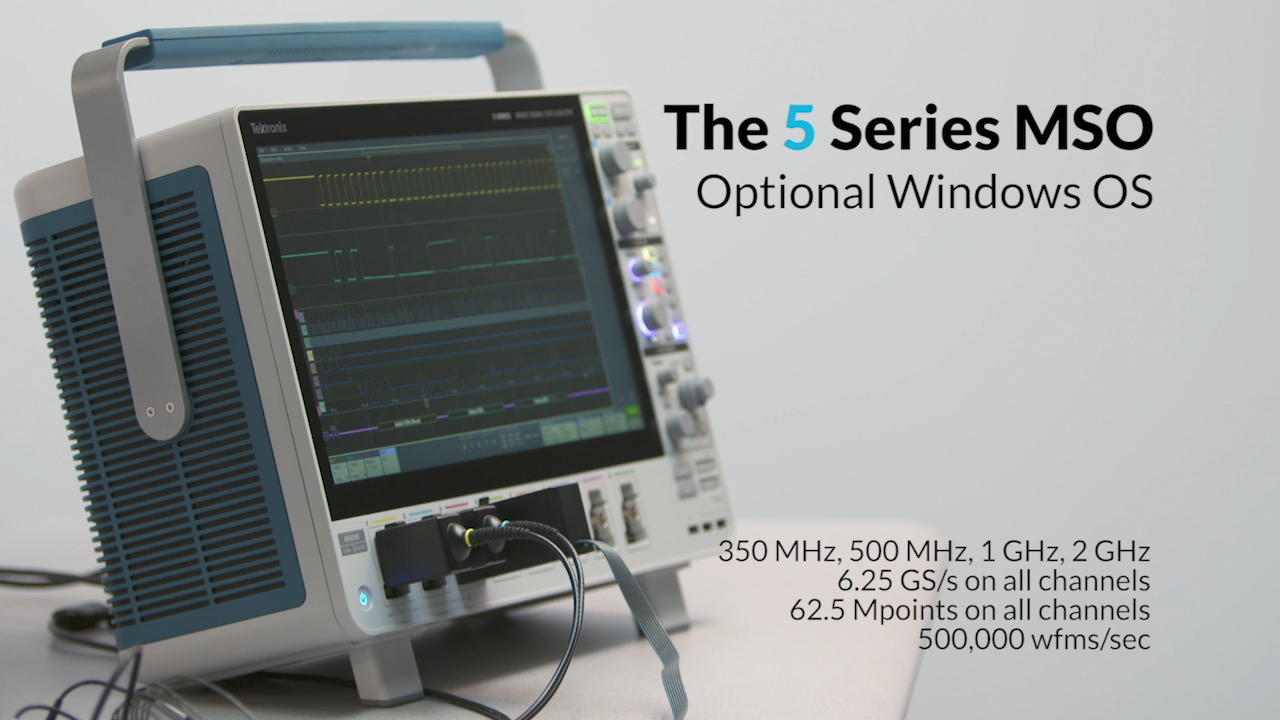 The 5 Series MSO
Optional Windows OS
Tektronix
350 MHz, 500 MHz, 1 GHz, 2 GHz
6.25 GS/s on all channels
62.5 Mpoints on all channels
500,000 wfms/sec